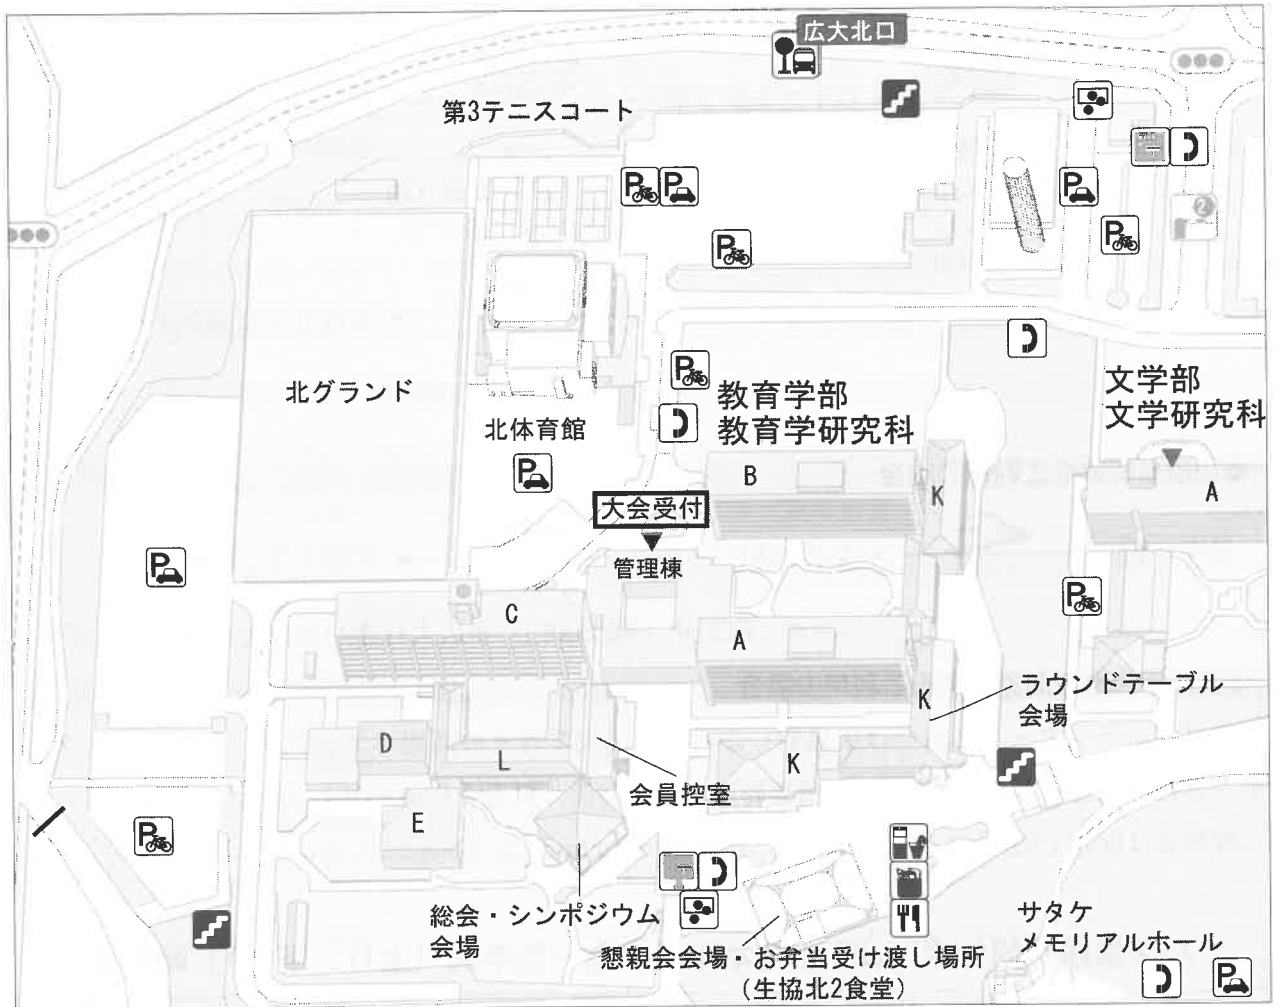 広大北口
第3テニスコート
P
P
P
P
P
北グランド
P
教育学部
教育学研究科
文学部
文学研究科
北体育館
P
B
K
A
大会受付
管理棟
P
P
C
A
K
ラウンドテーブル
会場
D
L
K
会員控室
E
P
総会・シンポジウム
会場
懇親会会場・お弁当受け渡し場所
(生協北2食堂)
サタケ
メモリアルホール
P